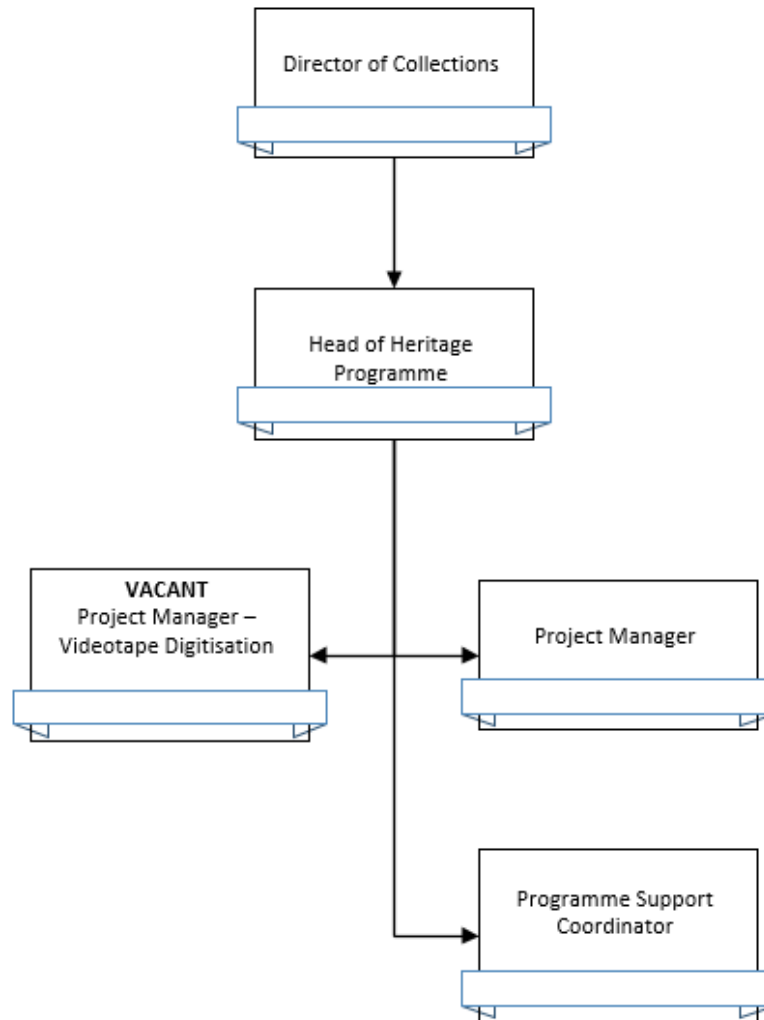 Director of Collections
Head of Heritage
Programme
VACANT
Project Manager –
Videotape Digitisation
Project Manager
Programme Support
Coordinator